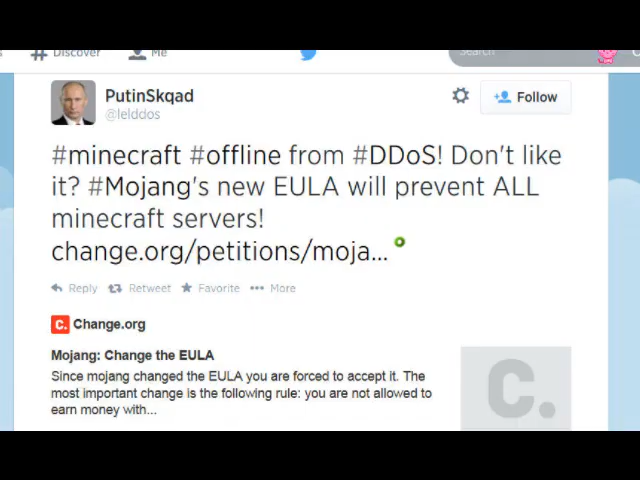 Discover Me Search
PutinSkqad
@lelddos
Follow
#minecraft #offline from #DDoS! Don't like
it? #Mojang's new EULA will prevent ALL
minecraft servers!
change.org/petitions/moja...
Reply Retweet Favorite More
c. Change.org
Mojang: Change the EULA
Since mojang changed the EULA you are forced to accept it. The
most important change is the following rule: you are not allowed to
earn money with...
c.